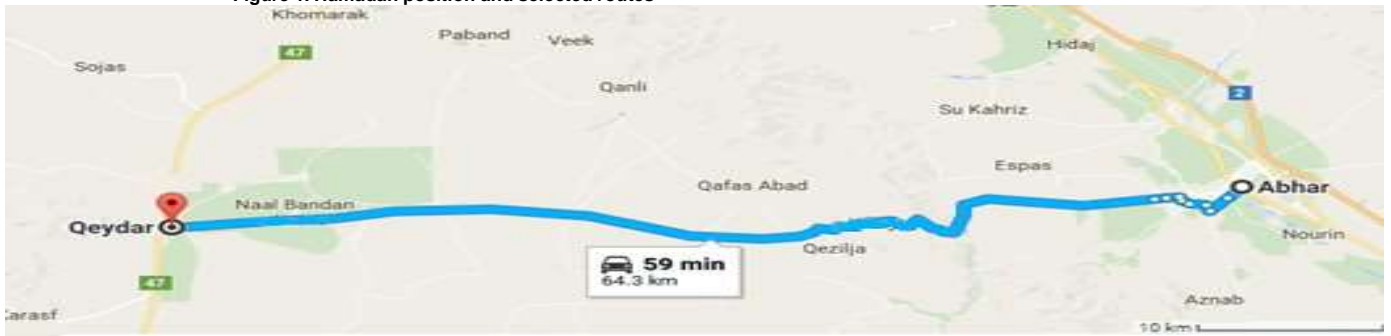 Khomarak
Paband
Veek
Hidaj
47
Sojas
Qanli
2
Su Kahriz
Espas
Qafas Abad
Abhar
Naal Bandan
Qeydar
Nourin
Qezilja
59 min
64.3 km
47
Aznab
10 km